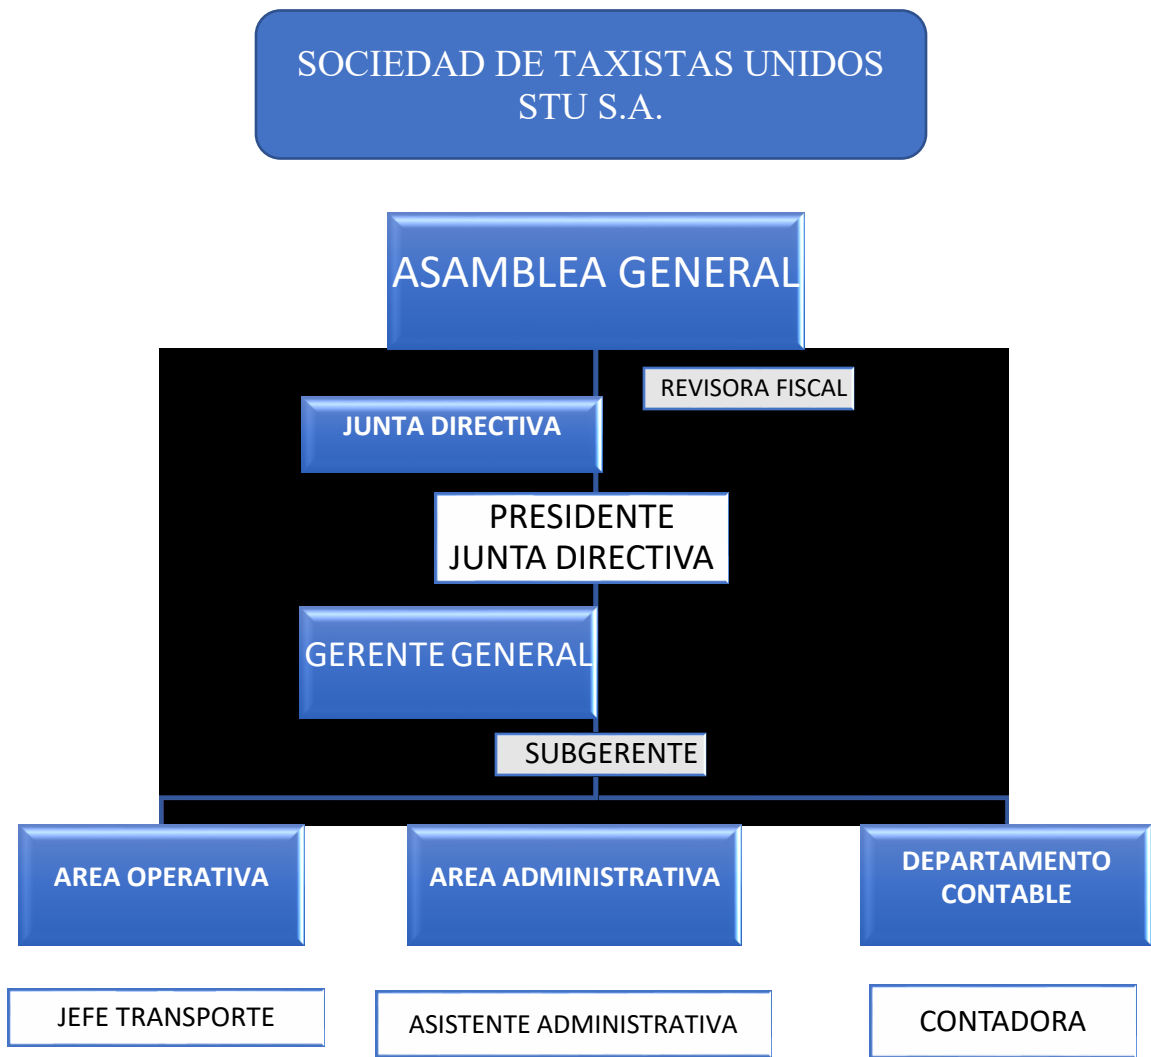 SOCIEDAD DE TAXISTAS UNIDOS
STU S.A.
ASAMBLEA GENERAL
REVISORA FISCAL
JUNTA DIRECTIVA
PRESIDENTE
JUNTA DIRECTIVA
GERENTE GENERAL
SUBGERENTE
AREA OPERATIVA
AREA ADMINISTRATIVA
DEPARTAMENTO
CONTABLE
JEFE TRANSPORTE
ASISTENTE ADMINISTRATIVA
CONTADORA